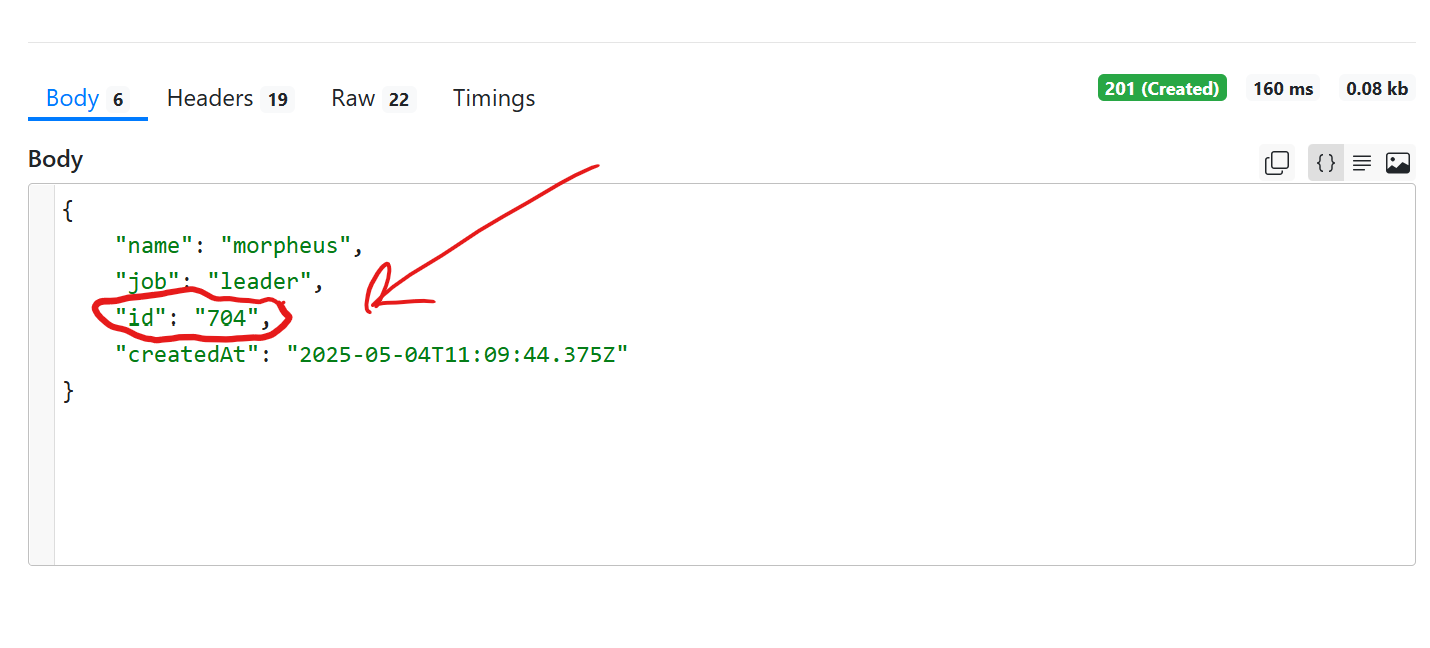 Body 6 Headers 19 Raw 22 Timings 201 (Created) 160 ms 0.08 kb
Body
{
    "name": "morpheus",
    "job": "leader",
    "id": "704",
    "createdAt": "2025-05-04T11:09:44.375Z"
}